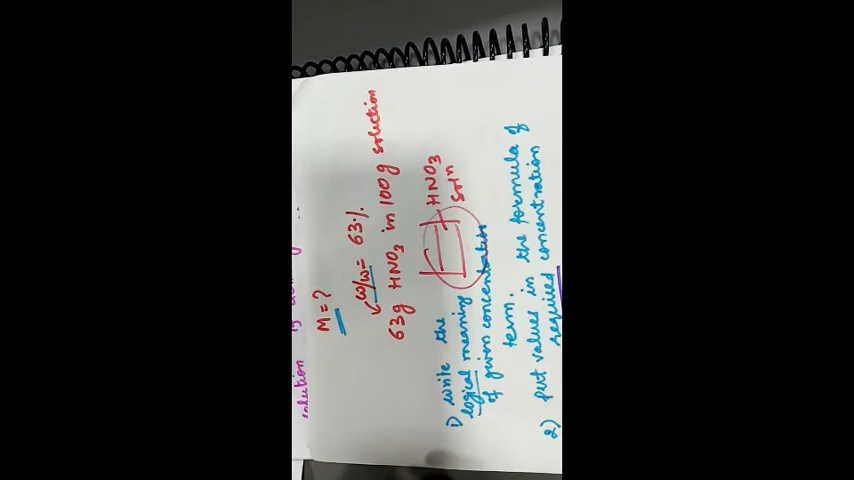 solution is
M = ?
w/w = 63%
63g HNO3 in 100g solution
HNO3
soln
1) write the
logical meaning
of given concentration
term.
2) put values in the formula of
required concentration